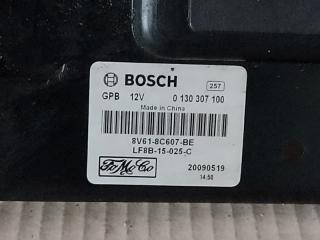 BOSCH
257
GPB 12V 0 130 307 100
Made in China
8V61-8C607-BE
LF8B-15-025-C
FoMoCo
20090519
14:50